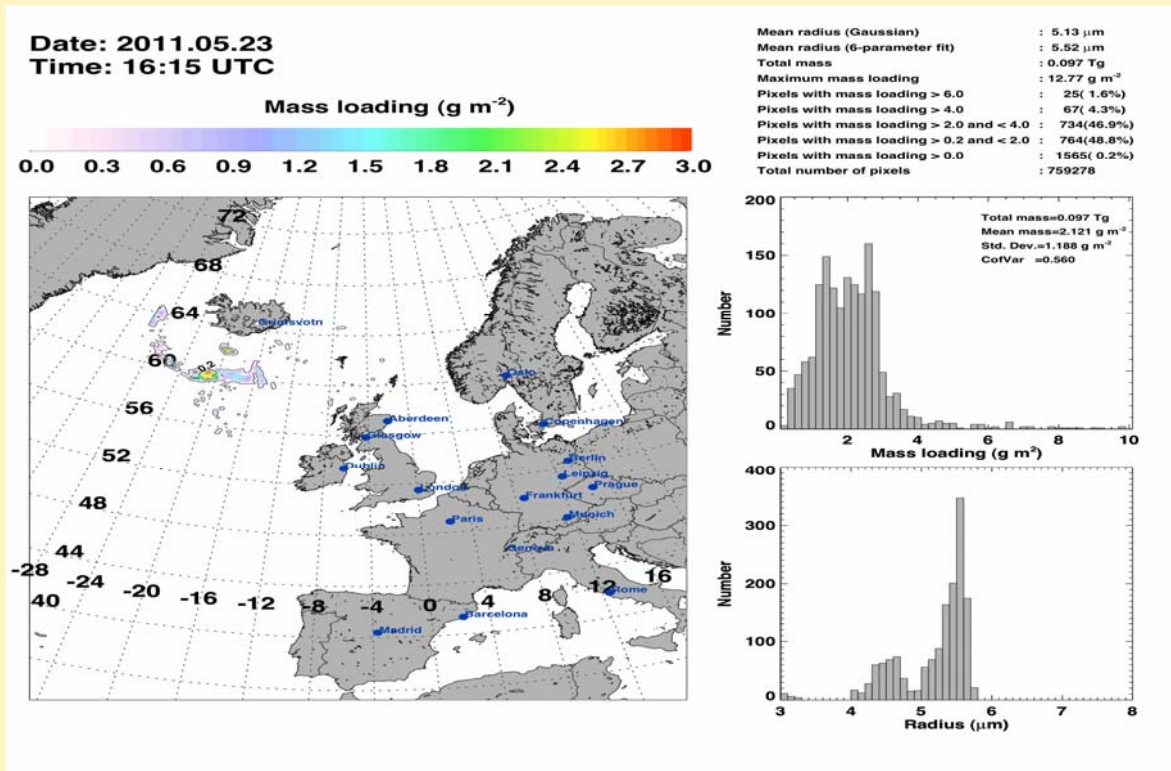 Date: 2011.05.23
Time: 16:15 UTC
Mass loading (g m-2)
0.0 0.3 0.6 0.9 1.2 1.5 1.8 2.1 2.4 2.7 3.0
Mean radius (Gaussian) : 5.13 μm
Mean radius (6-parameter fit) : 5.52 μm
Total mass : 0.097 Tg
Maximum mass loading : 12.77 g m-2
Pixels with mass loading > 6.0 25( 1.6%)
Pixels with mass loading > 4.0 67( 4.3%)
Pixels with mass loading > 2.0 and < 4.0 : 734(46.9%)
Pixels with mass loading > 0.2 and < 2.0 : 764(48.8%)
Pixels with mass loading > 0.0 : 1565( 0.2%)
Total number of pixels : 759278
72
68
64
Grimsvotn
60
0.2
56
52
48
44
40
-28 -24 -20 -16 -12 -8 -4 0 4 8 12 16
Oslo
Aberdeen
Copenhagen
Glasgow
Dublin
Berlin
Leipzig
London
Prague
Frankfurt
Paris
Munich
Geneva
Rome
Barcelona
Madrid
200
150
100
50
0
Number
Total mass=0.097 Tg
Mean mass=2.121 g m-2
Std. Dev.=1.188 g m-2
CofVar =0.560
2 4 6 8 10
Mass loading (g m2)
400
300
200
100
0
Number
3 4 5 6 7 8
Radius (μm)